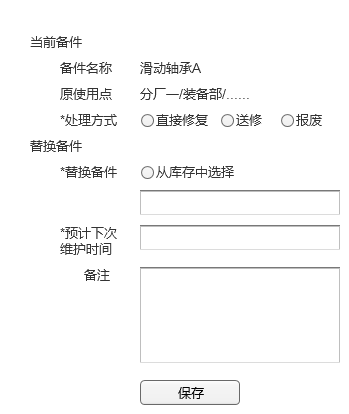 当前备件
备件名称 滑动轴承A
原使用点 分厂一/装备部/......
*处理方式 直接修复 送修 报废
替换备件
*替换备件 从库存中选择
*预计下次
维护时间
备注
保存